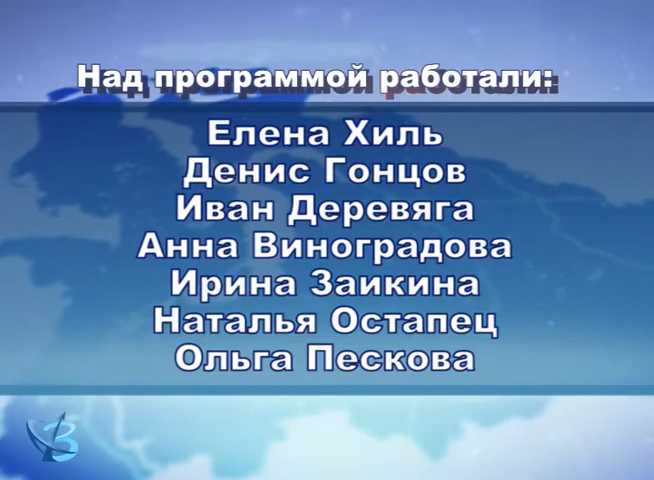 Над программой работали:
Елена Хиль
Денис Гонцов
Иван Деревяга
Анна Виноградова
Ирина Заикина
Наталья Остапец
Ольга Пескова
З